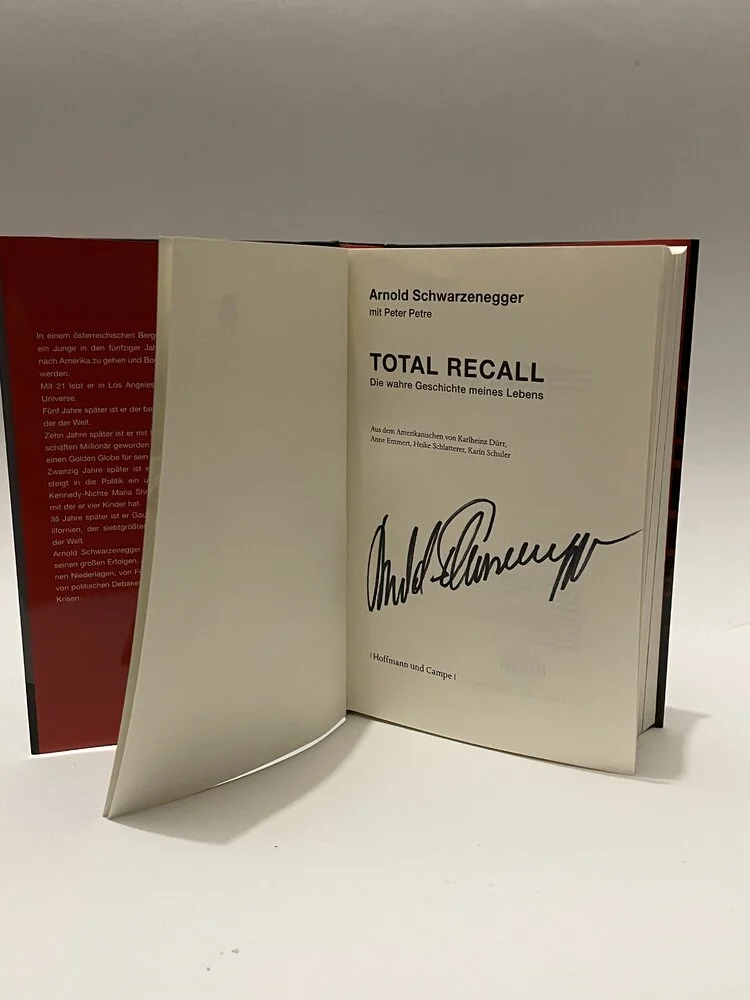 In einem österreichischen Berg
ein Junge in den fünfziger Jah
nach Amerika zu gehen und Bo
werden.
Mit 21 lebt er in Los Angeles
Universe.
Fünf Jahre später ist er der be
der der Welt.
Zehn Jahre später ist er mit
schäften Millionär geworden
einen Golden Globe für sein
Zwanzig Jahre später ist e
steigt in die Politik ein u
Kennedy-Nichte Maria Shr
mit der er vier Kinder hat
36 Jahre später ist er Gou
lifornien, der siebtgrößte
der Welt.
Arnold Schwarzenegger
seinen großen Erfolgen,
nen Niederlagen, von F
von politischen Debake
Krisen
Arnold Schwarzenegger
mit Peter Petre
TOTAL RECALL
Die wahre Geschichte meines Lebens
Aus dem Amerikanischen von Karlheinz Dürr,
Anne Emmert, Heike Schlatterer, Karin Schuler
Arnold Schwarzenegger
| Hoffmann und Campe |